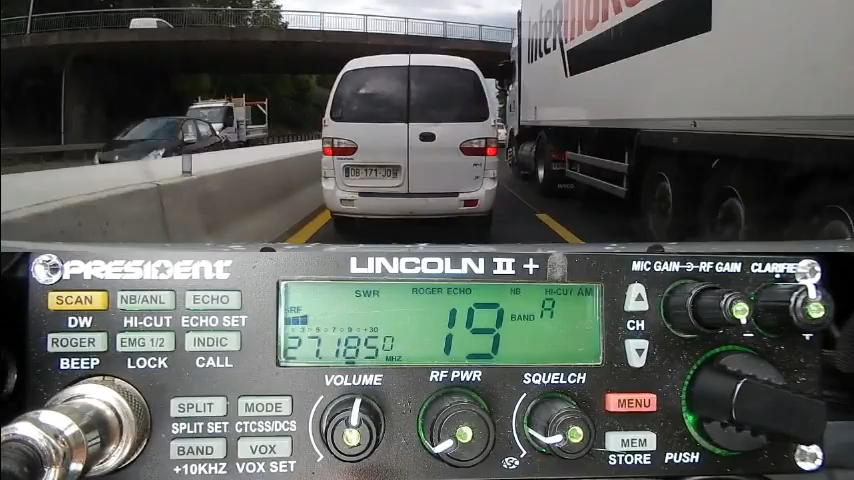 InterMarché
DB-171-JD
PRESIDENT
LINCOLN II +
MIC GAIN RF GAIN
CLARIFIER
SCAN
NB/ANL
ECHO
DW
HI-CUT
ECHO SET
ROGER
EMG 1/2
INDIC
BEEP
LOCK
CALL
SWR
ROGER ECHO
NB
HI-CUT AM
SRF
27.1850 MHZ
19
BAND A
CH
VOLUME
RF PWR
SQUELCH
SPLIT
MODE
SPLIT SET
CTCSS/DCS
BAND
VOX
+10KHZ
VOX SET
MENU
MEM
STORE
PUSH